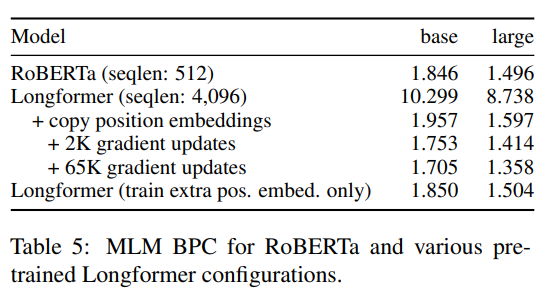 Model base large
RoBERTa (seqlen: 512) 1.846 1.496
Longformer (seqlen: 4,096) 10.299 8.738
+ copy position embeddings 1.957 1.597
+ 2K gradient updates 1.753 1.414
+ 65K gradient updates 1.705 1.358
Longformer (train extra pos. embed. only) 1.850 1.504
Table 5: MLM BPC for RoBERTa and various pre-
trained Longformer configurations.